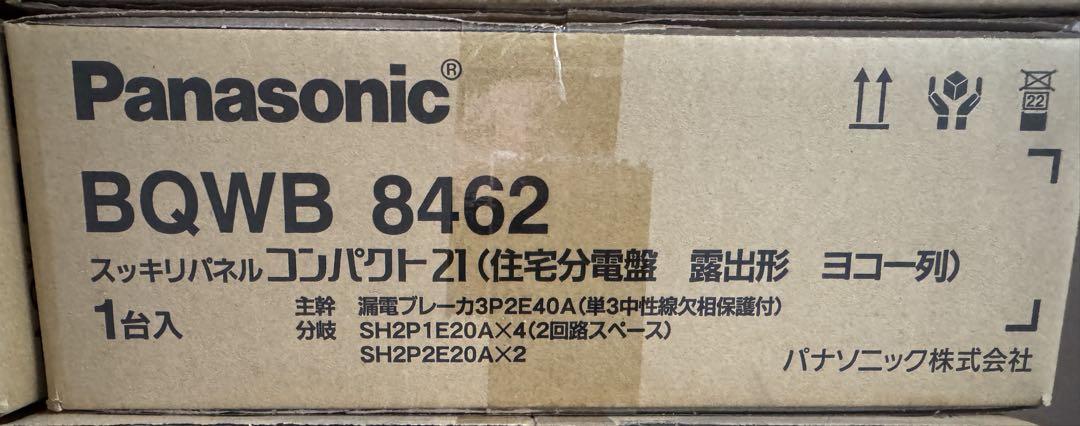 Panasonic®
22
BQWB 8462
スッキリパネル コンパクト21(住宅分電盤 露出形 ヨコ一列)
1台入
主幹 漏電ブレーカ3P2E40A(単3中性線欠相保護付)
分岐 SH2P1E20A×4(2回路スペース)
SH2P2E20A×2
パナソニック株式会社